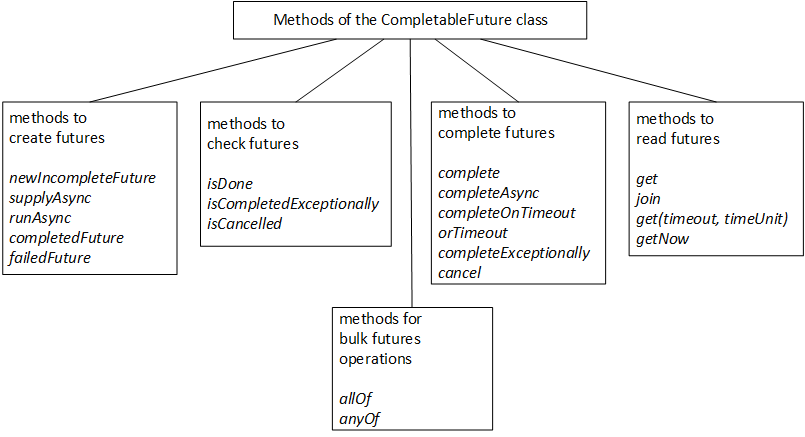 Methods of the CompletableFuture class
methods to
create futures
newIncompleteFuture
supplyAsync
runAsync
completedFuture
failedFuture
methods to
check futures
isDone
isCompletedExceptionally
isCancelled
methods to
complete futures
complete
completeAsync
completeOnTimeout
orTimeout
completeExceptionally
cancel
methods to
read futures
get
join
get(timeout, timeUnit)
getNow
methods for
bulk futures
operations
allOf
anyOf